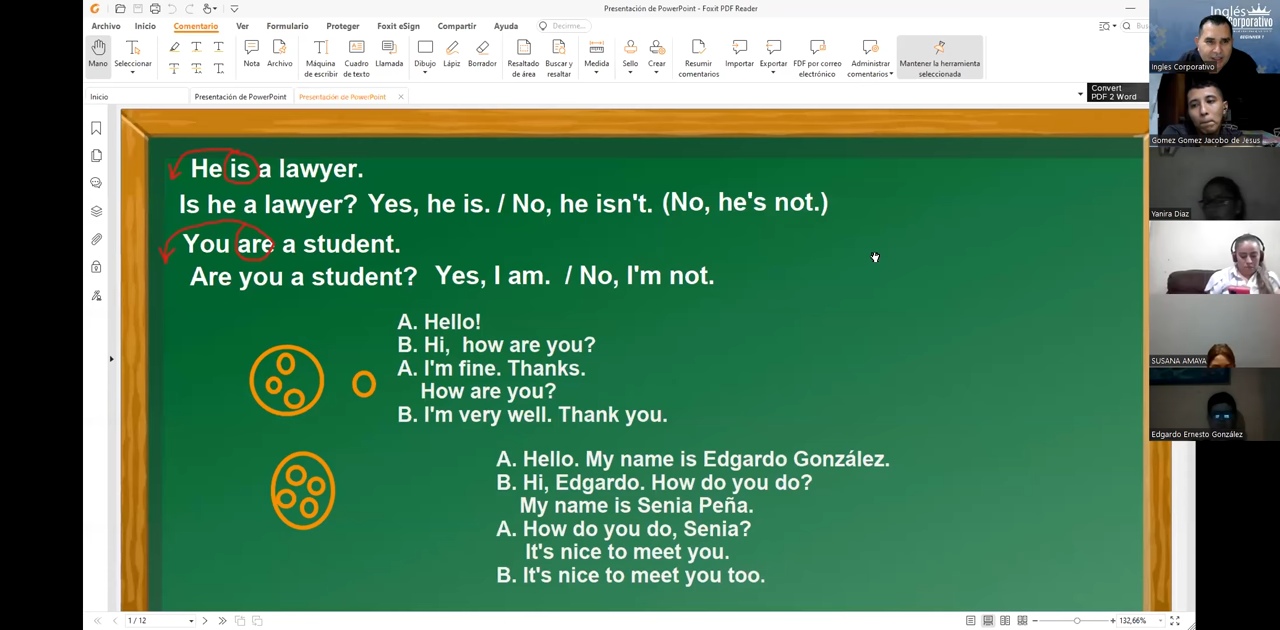 Presentación de PowerPoint - Foxit PDF Reader
Archivo Inicio Comentario Ver Formulario Proteger Foxit eSign Compartir Ayuda Decirme...
Mano
Seleccionar
Nota
Archivo
Máquina de escribir
Cuadro de texto
Llamada
Dibujo
Lápiz
Borrador
Resaltado de área
Buscar y resaltar
Medida
Sello
Crear
Resumir comentarios
Importar
Exportar
PDF por correo electrónico
Administrar comentarios
Mantener la herramienta seleccionada
Inicio
Presentación de PowerPoint
Presentación de PowerPoint
Convert
PDF 2 Word
He is a lawyer.
Is he a lawyer? Yes, he is. / No, he isn't. (No, he's not.)
You are a student.
Are you a student? Yes, I am. / No, I'm not.
A. Hello!
B. Hi, how are you?
A. I'm fine. Thanks.
How are you?
B. I'm very well. Thank you.
A. Hello. My name is Edgardo González.
B. Hi, Edgardo. How do you do?
My name is Senia Peña.
A. How do you do, Senia?
It's nice to meet you.
B. It's nice to meet you too.
1 / 12
132,66%
Inglés
Corporativo
BEGINNER 1
Ingles Corporativo
Gomez Gomez Jacobo de Jesus
Yanira Diaz
SUSANA AMAYA
Edgardo Ernesto González